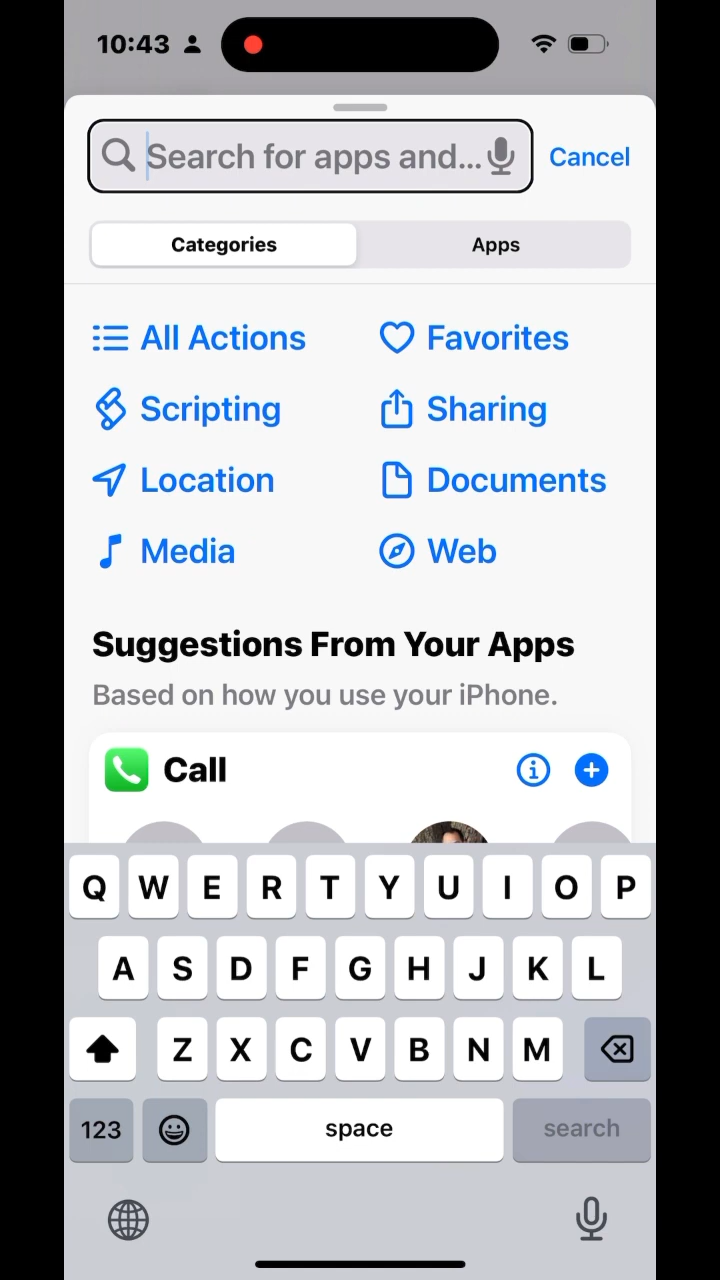 10:43
Search for apps and... Cancel
Categories Apps
All Actions Favorites
Scripting Sharing
Location Documents
Media Web
Suggestions From Your Apps
Based on how you use your iPhone.
Call
Q W E R T Y U I O P
A S D F G H J K L
Z X C V B N M
123 space search